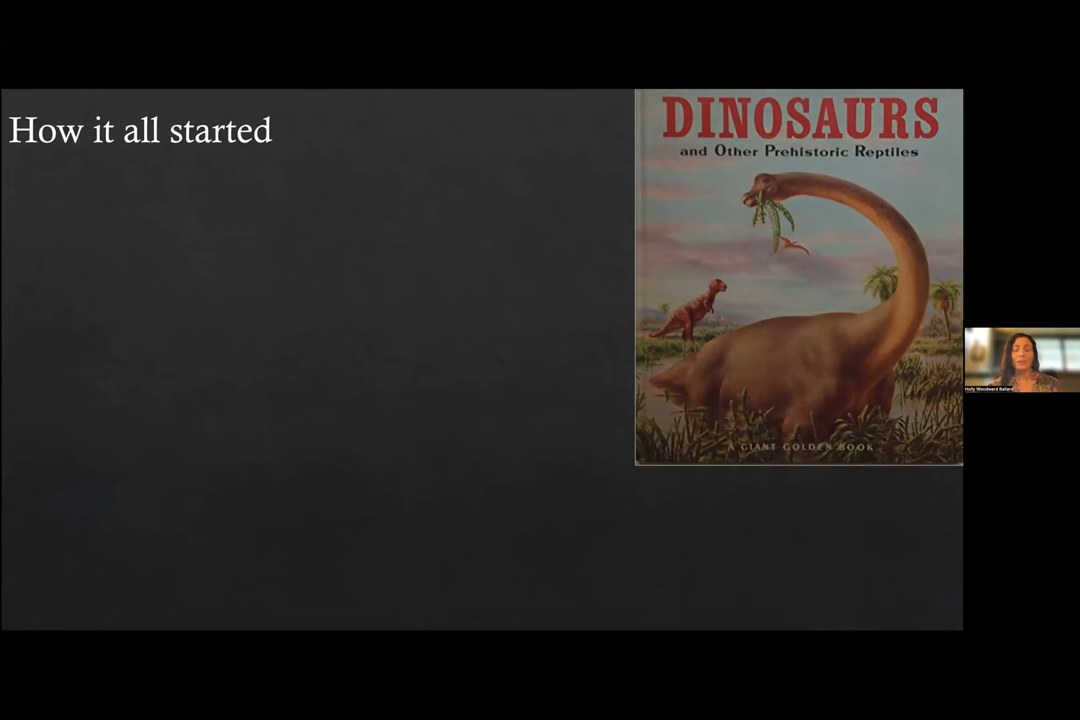 How it all started
DINOSAURS
and Other Prehistoric Reptiles
A GIANT GOLDEN BOOK
Holly Woodward Ballard